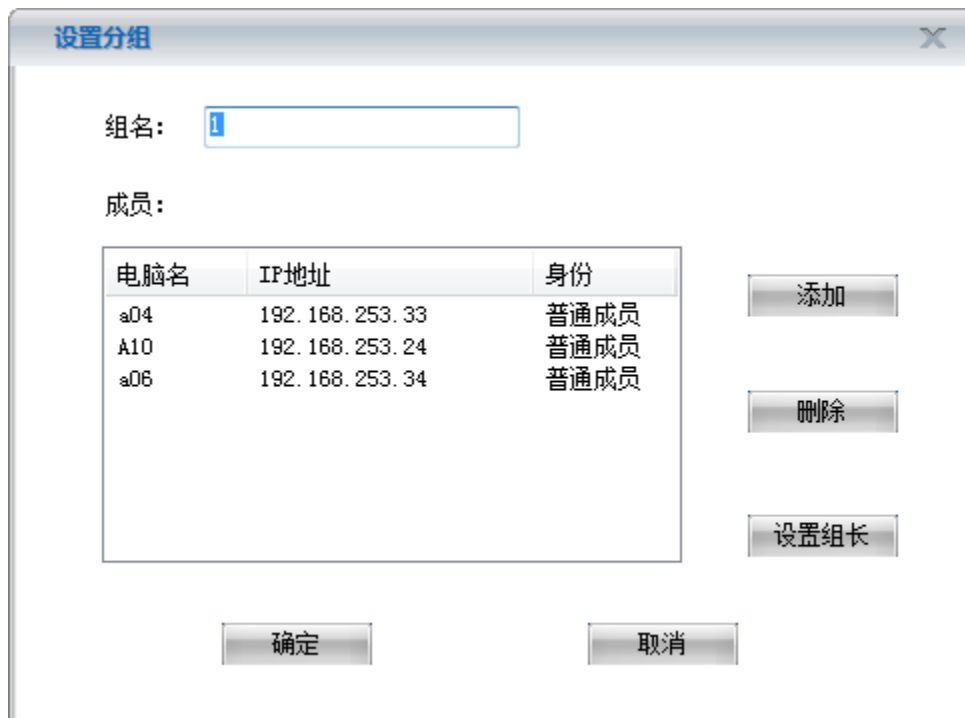 设置分组
组名： 1
成员：
电脑名 IP地址 身份
a04 192.168.253.33 普通成员
A10 192.168.253.24 普通成员
a06 192.168.253.34 普通成员
添加
删除
设置组长
确定 取消